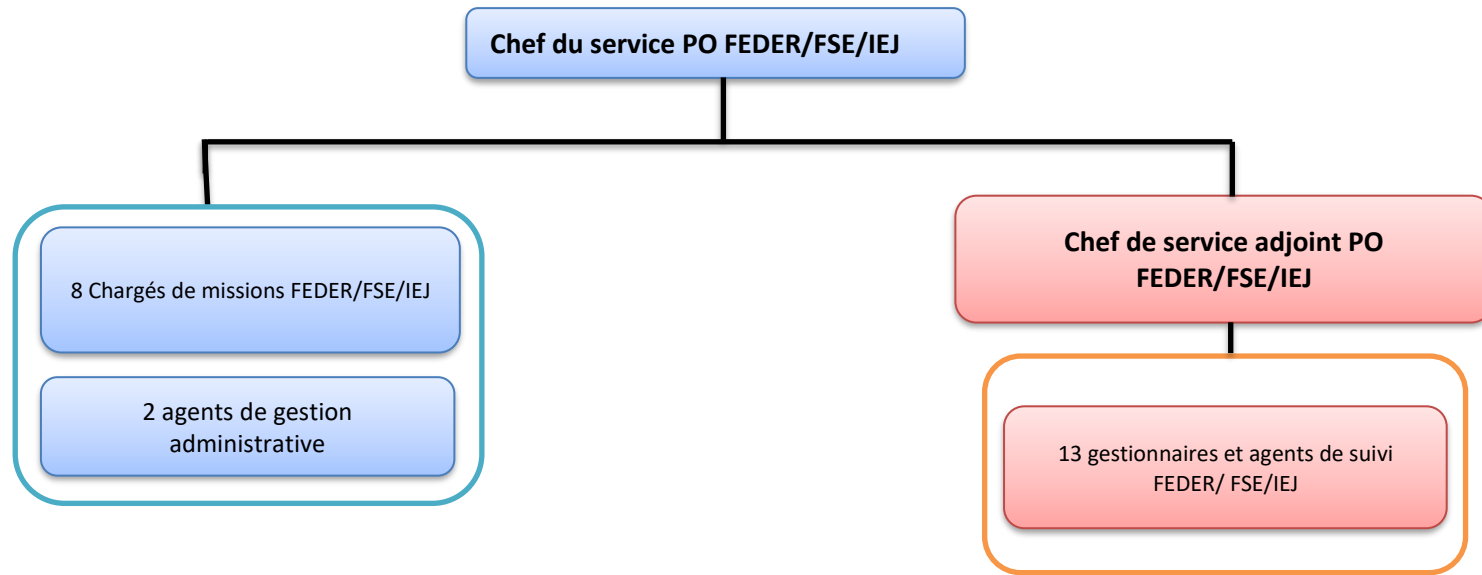 Chef du service PO FEDER/FSE/IEJ
8 Chargés de missions FEDER/FSE/IEJ
2 agents de gestion
administrative
Chef de service adjoint PO
FEDER/FSE/IEJ
13 gestionnaires et agents de suivi
FEDER/ FSE/IEJ